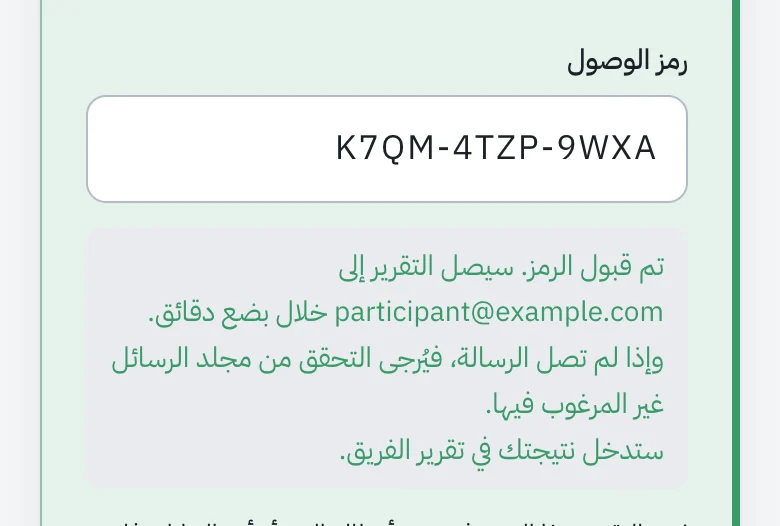 رمز الوصول
K7QM-4TZP-9WXA
تم قبول الرمز. سيصل التقرير إلى
participant@example.com خلال بضع دقائق.
وإذا لم تصل الرسالة، فيُرجى التحقق من مجلد الرسائل
غير المرغوب فيها.
ستدخل نتيجتك في تقرير الفريق.